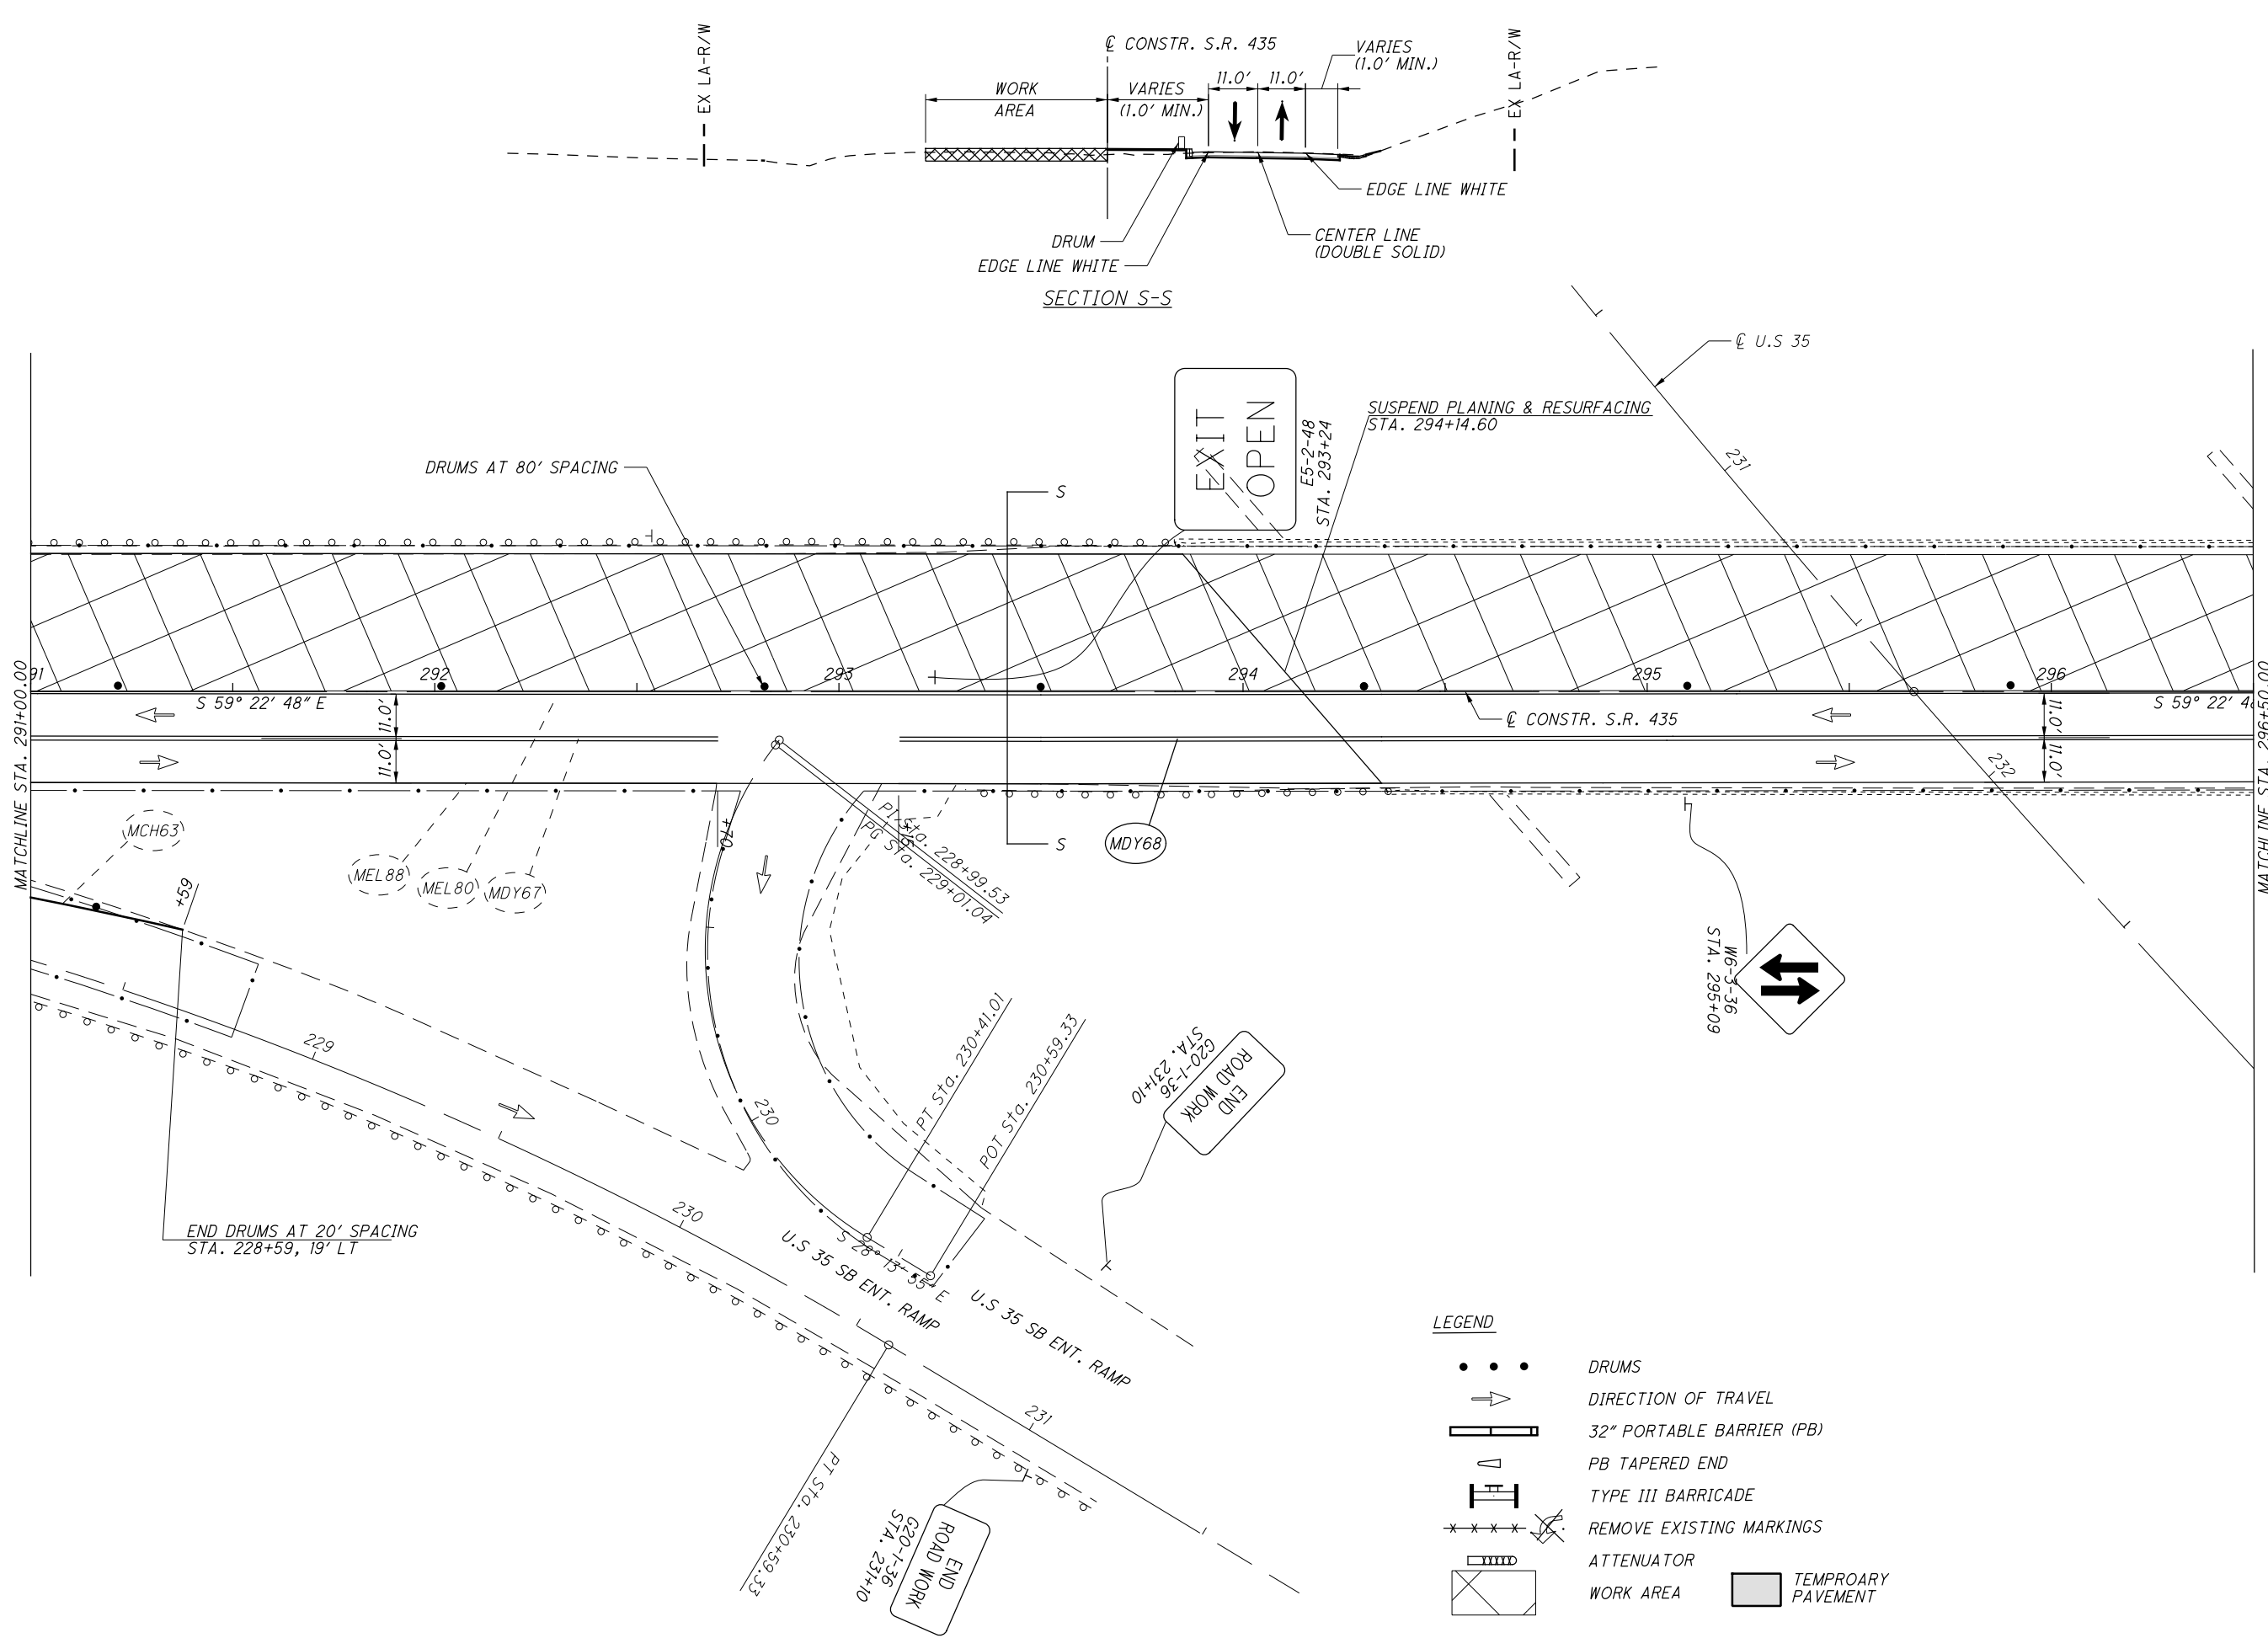 EX LA-R/W
℄ CONSTR. S.R. 435
VARIES
(1.0' MIN.)
EX LA-R/W
11.0'
11.0'
WORK
AREA
VARIES
(1.0' MIN.)
EDGE LINE WHITE
DRUM
CENTER LINE
(DOUBLE SOLID)
EDGE LINE WHITE
SECTION S-S
℄ U.S 35
EXIT
OPEN
E5-2-48
STA. 293+24
SUSPEND PLANING & RESURFACING
STA. 294+14.60
DRUMS AT 80' SPACING
S
231
MATCHLINE STA. 291+00.00
91
292
293
294
295
296
S 59° 22' 48" E
S 59° 22' 48
MATCHLINE STA. 296+50.00
11.0'
11.0'
℄ CONSTR. S.R. 435
11.0'
11.0'
232
MCH63
MEL88
MEL80
MDY67
+70
+15
PI Sta. 228+99.53
PC Sta. 229+01.04
S
MDY68
+59
W6-3-36
STA. 295+09
229
230
PT Sta. 230+41.01
POT Sta. 230+59.33
END
ROAD WORK
G20-1-36
STA. 231+10
END DRUMS AT 20' SPACING
STA. 228+59, 19' LT
230
S 28° 13' 55" E
U.S 35 SB ENT. RAMP
U.S 35 SB ENT. RAMP
231
PT Sta. 230+59.33
END
ROAD WORK
G20-1-36
STA. 231+10
LEGEND
DRUMS
DIRECTION OF TRAVEL
32" PORTABLE BARRIER (PB)
PB TAPERED END
TYPE III BARRICADE
X X X X
REMOVE EXISTING MARKINGS
ATTENUATOR
WORK AREA
TEMPROARY
PAVEMENT